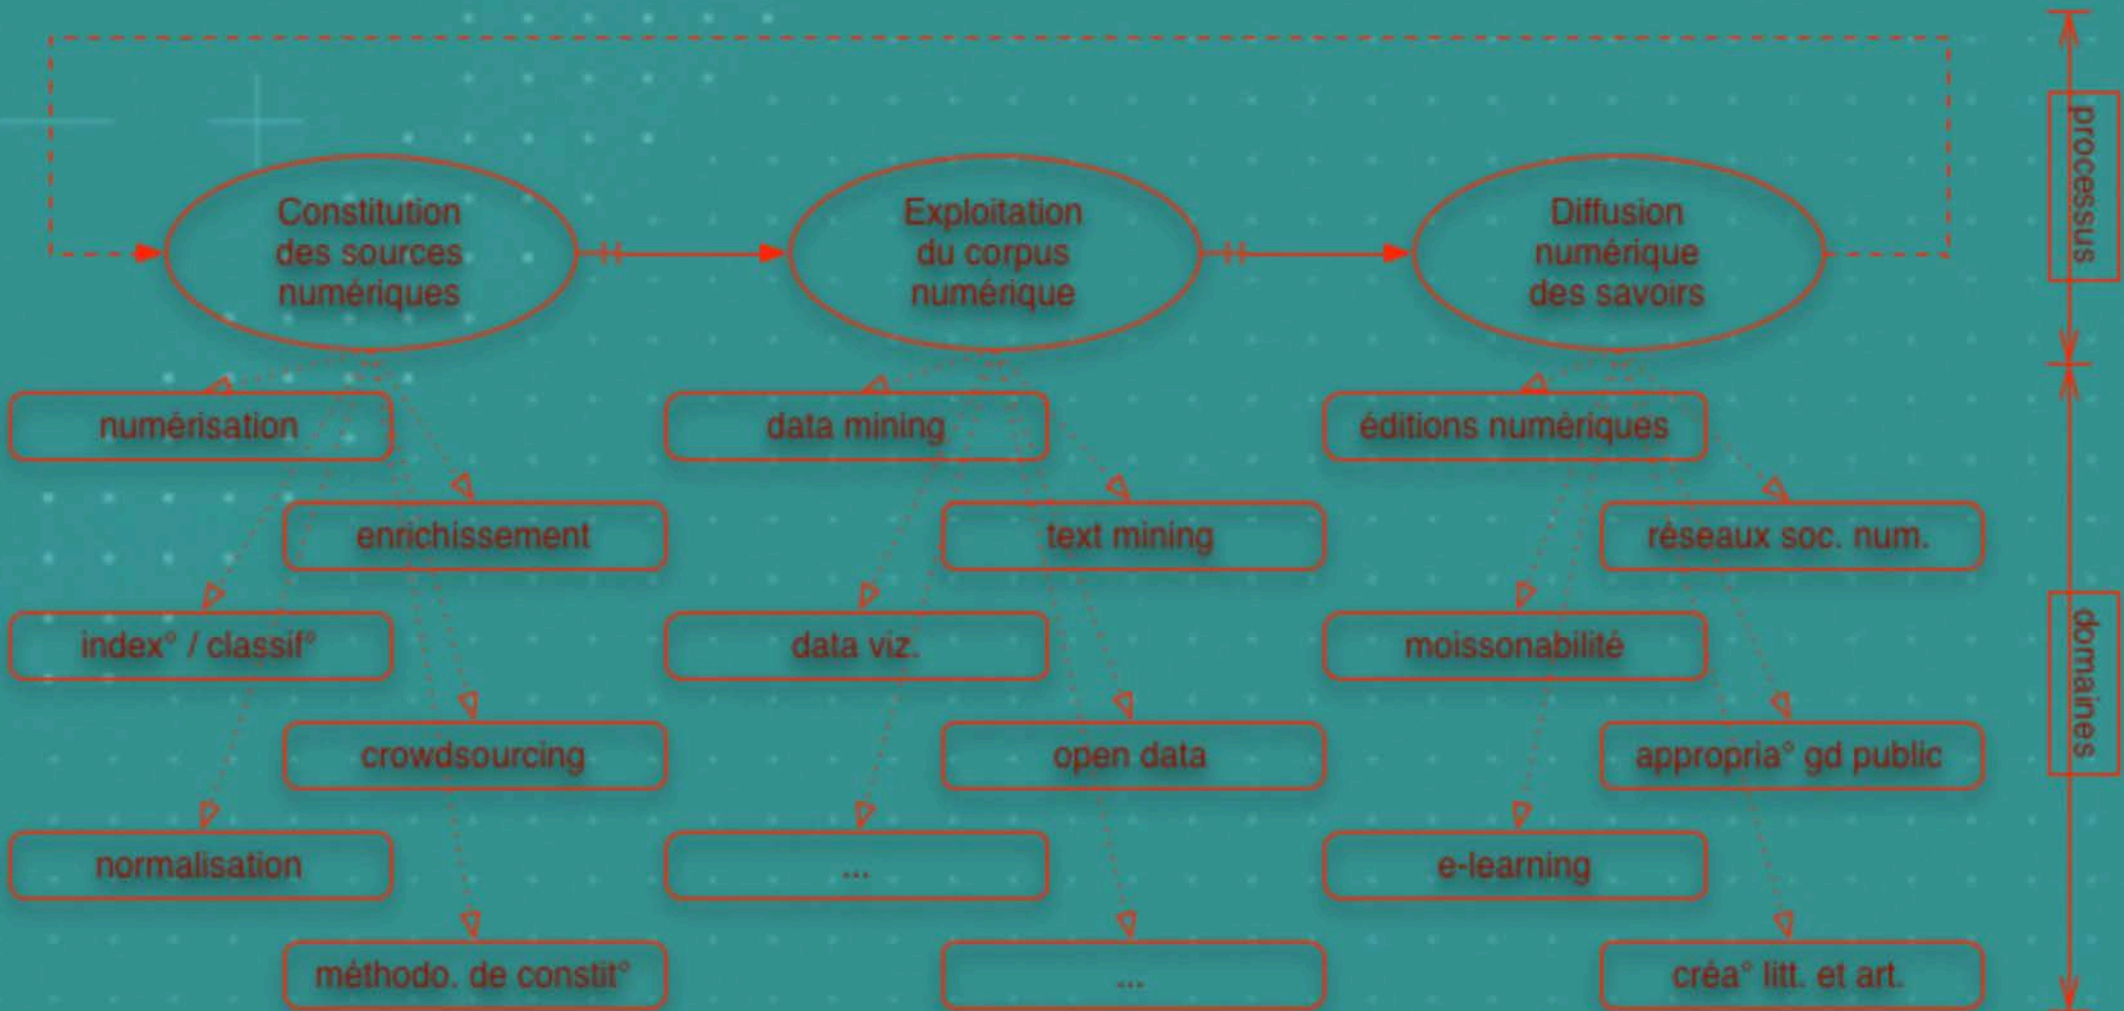 Constitution
des sources
numériques
Exploitation
du corpus
numérique
Diffusion
numérique
des savoirs
processus
numérisation
data mining
éditions numériques
enrichissement
text mining
réseaux soc. num.
index° / classif°
data viz.
moissonabilité
domaines
crowdsourcing
open data
appropria° gd public
normalisation
...
e-learning
méthodo. de constit°
...
créa° litt. et art.